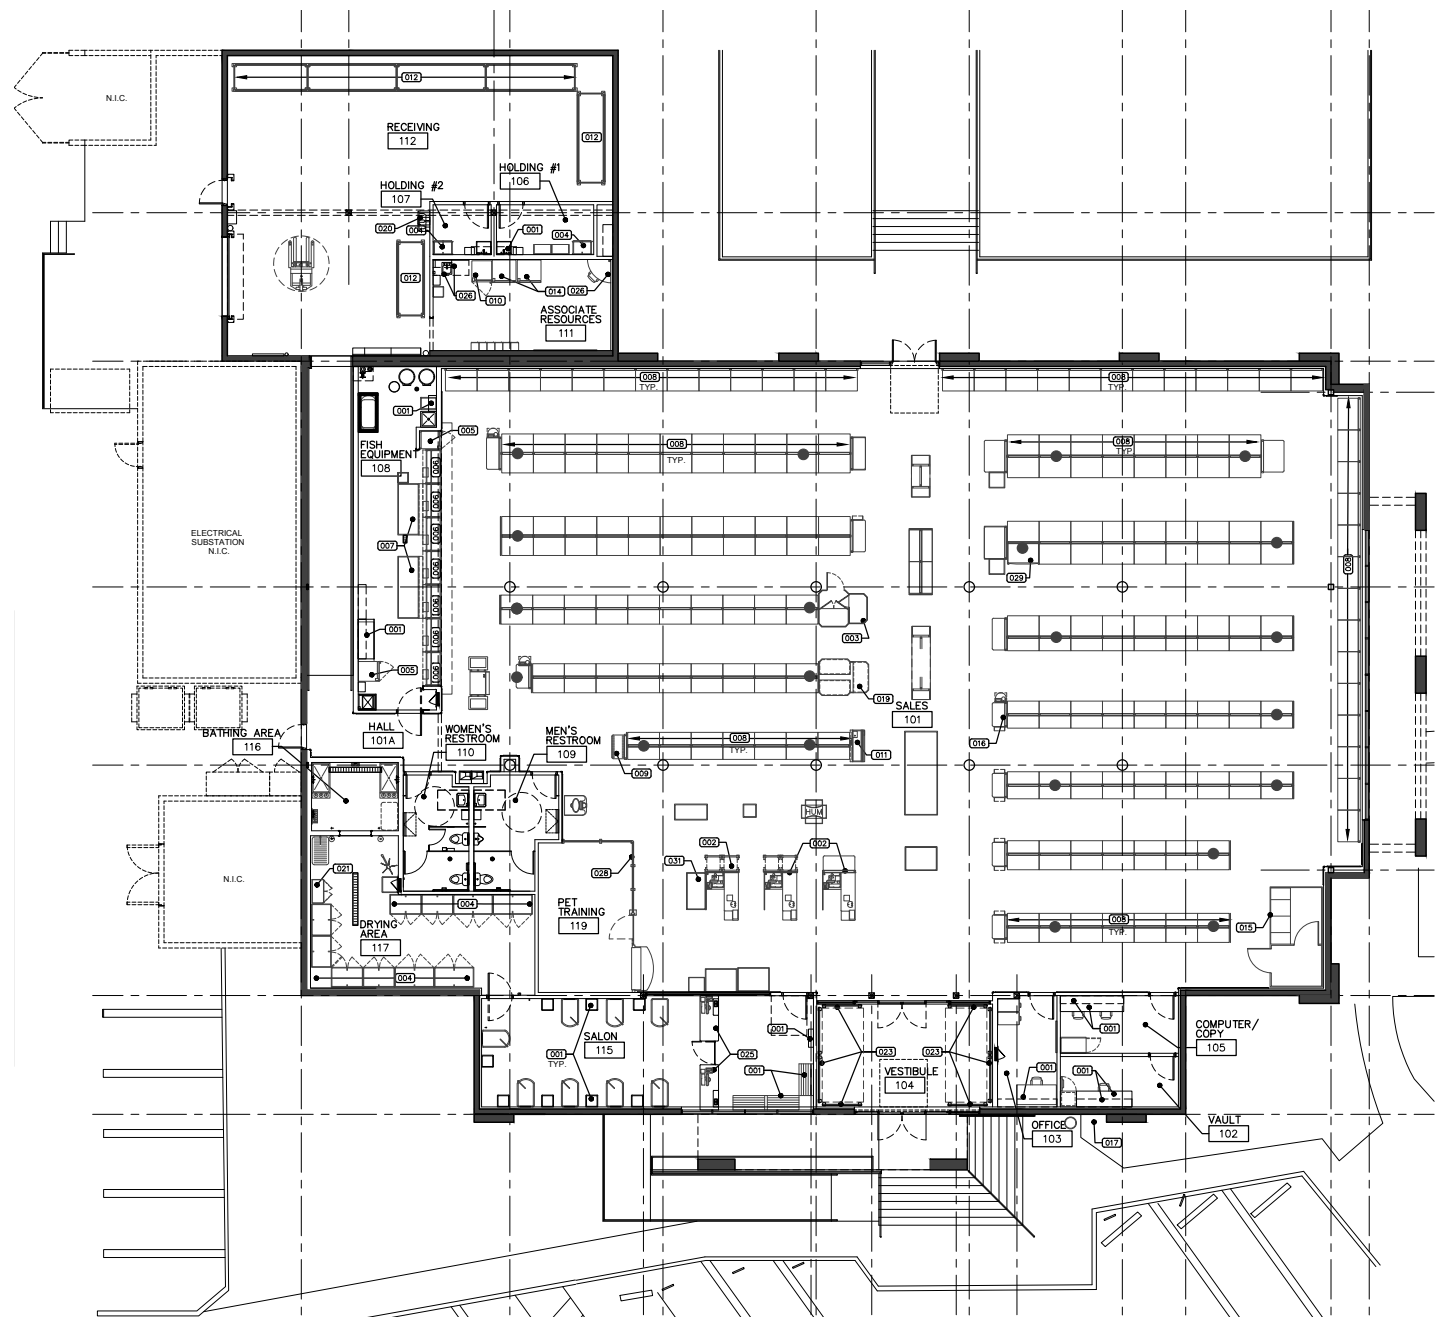 012
N.I.C.
RECEIVING
112
012
HOLDING #1
106
HOLDING #2
107
020
004
001
004
012
026
010
014
026
ASSOCIATE
RESOURCES
111
008
TYP.
008
TYP.
001
005
FISH
EQUIPMENT
108
006
006
006
006
006
006
006
007
008
TYP.
008
TYP.
ELECTRICAL
SUBSTATION
N.I.C.
008
029
001
003
005
019
SALES
101
HALL
101A
BATHING AREA
116
WOMEN'S
RESTROOM
110
MEN'S
RESTROOM
109
008
TYP.
016
011
009
HUM
002
002
031
028
021
N.I.C.
004
PET
TRAINING
119
DRYING
AREA
117
004
008
TYP.
015
001
001
COMPUTER/
COPY
105
SALON
115
001
TYP.
025
001
023
023
VESTIBULE
104
001
001
OFFICE
103
017
VAULT
102